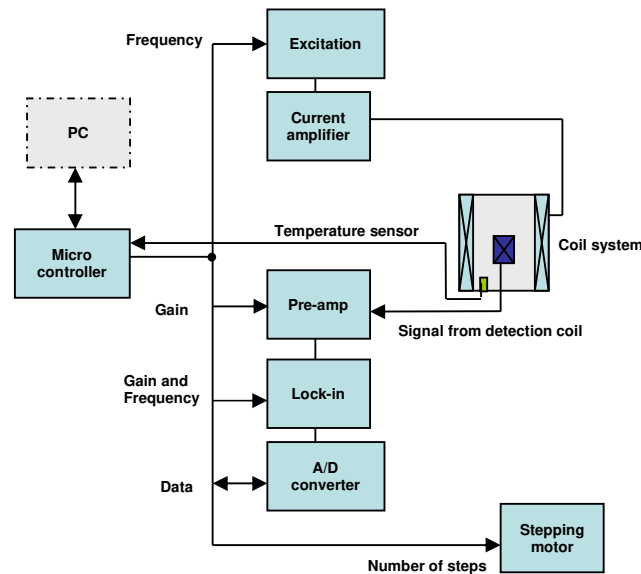 Frequency
Excitation
Current
amplifier
PC
Micro
controller
Temperature sensor
Coil system
Gain
Pre-amp
Signal from detection coil
Gain and
Frequency
Lock-in
Data
A/D
converter
Number of steps
Stepping
motor